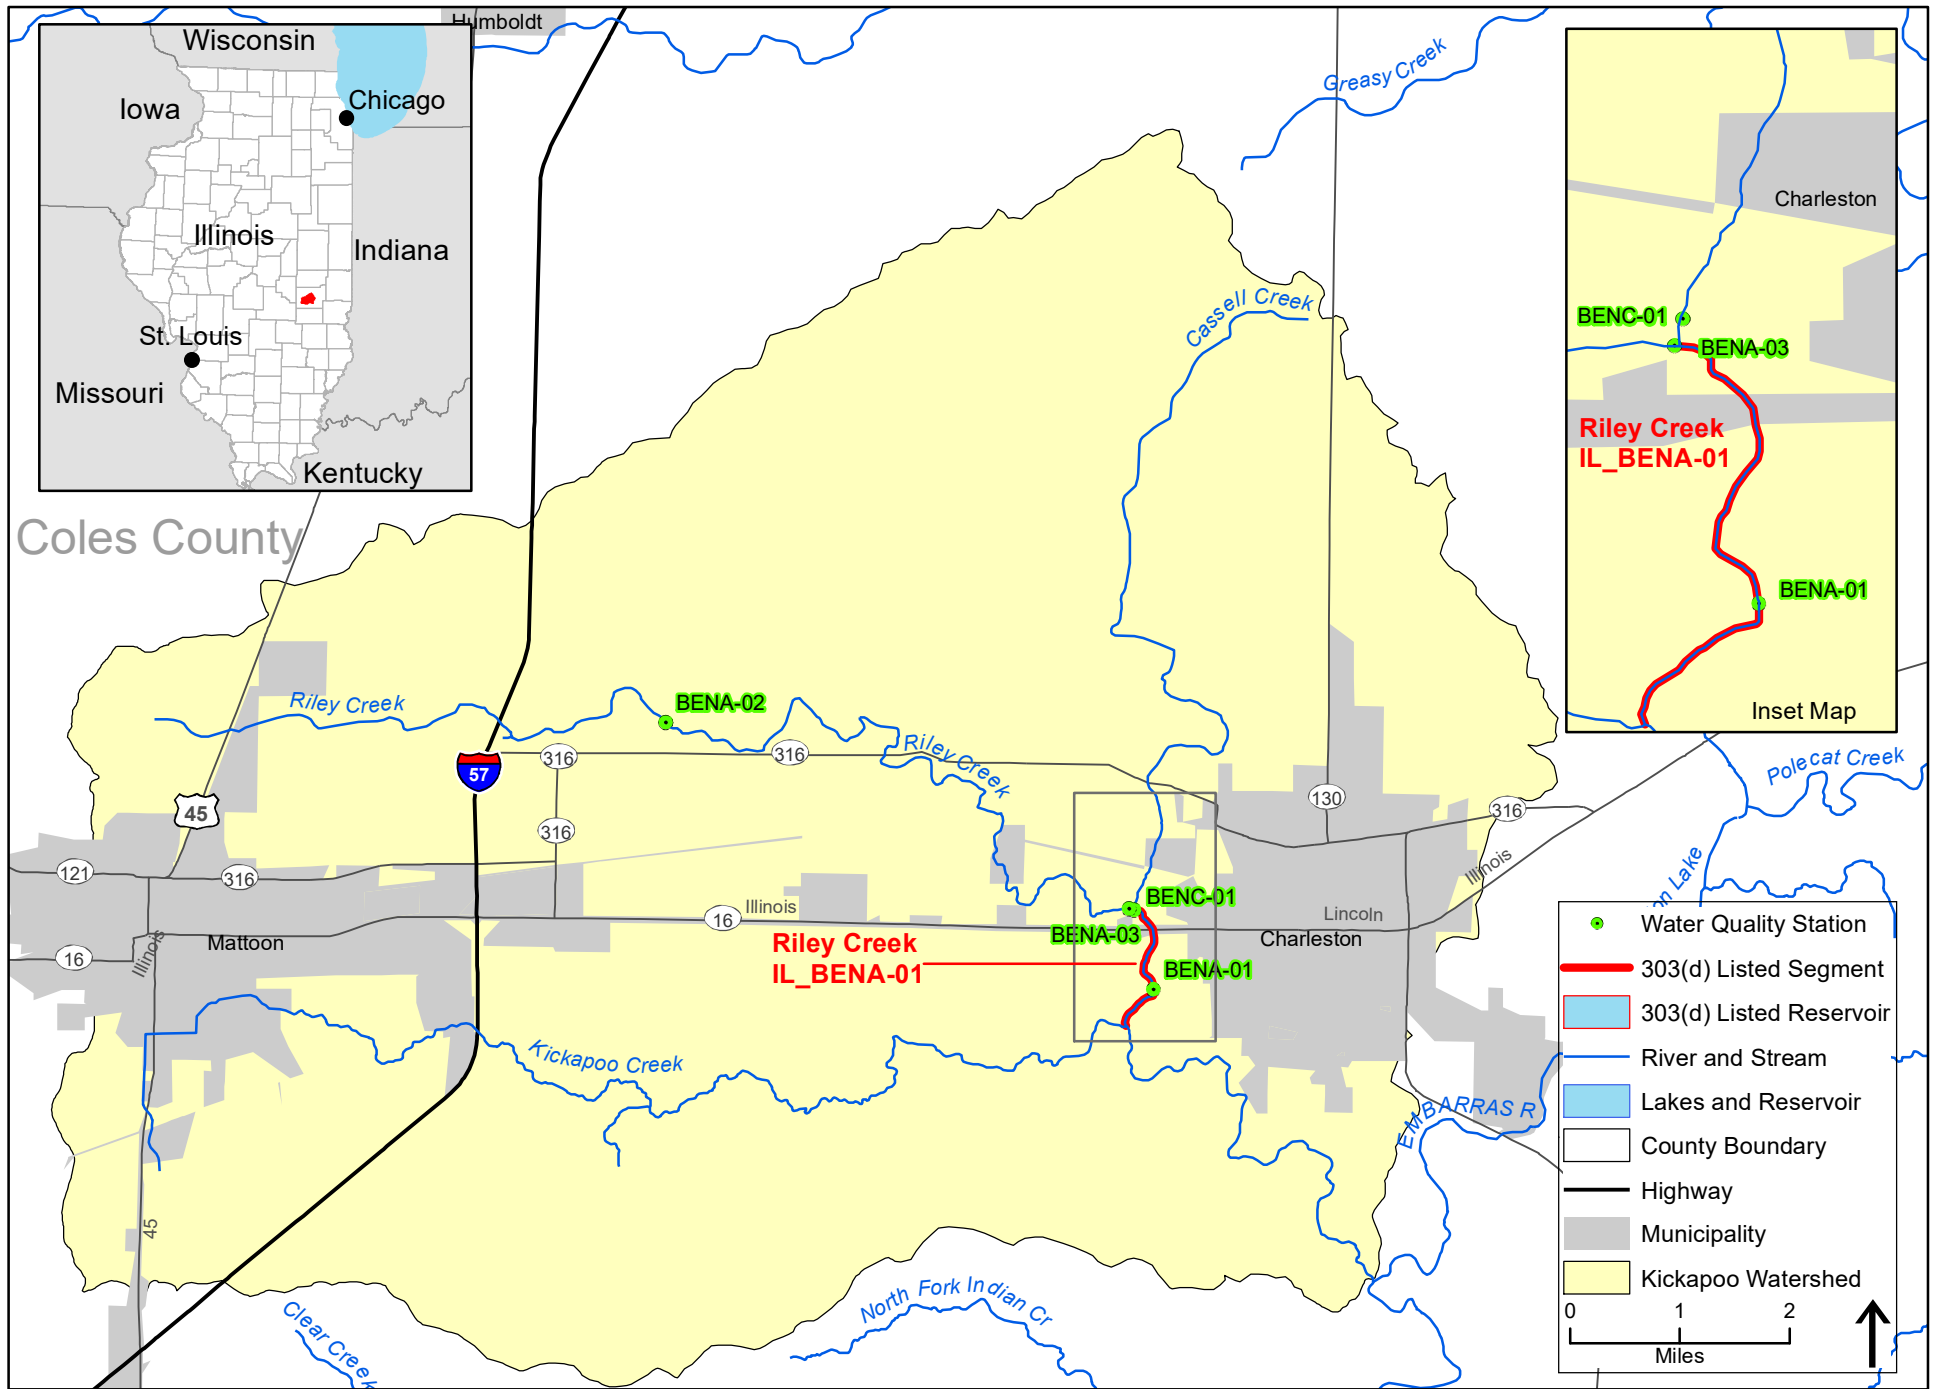 Humboldt
Wisconsin
Iowa
Chicago
Illinois
Indiana
St. Louis
Missouri
Kentucky
Coles County
Greasy Creek
Cassell Creek
Charleston
BENC-01
BENA-03
Riley Creek
IL_BENA-01
BENA-01
Inset Map
Riley Creek
BENA-02
Riley Creek
57
316
316
316
45
130
316
Polecat Creek
121
316
16
Illinois
Illinois
on Lake
BENC-01
Lincoln
BENA-03
Charleston
Mattoon
Illinois
16
Riley Creek
IL_BENA-01
BENA-01
Kickapoo Creek
EMBARRAS R
45
Clear Creek
North Fork Indian Cr
Water Quality Station
303(d) Listed Segment
303(d) Listed Reservoir
River and Stream
Lakes and Reservoir
County Boundary
Highway
Municipality
Kickapoo Watershed
0 1 2
Miles